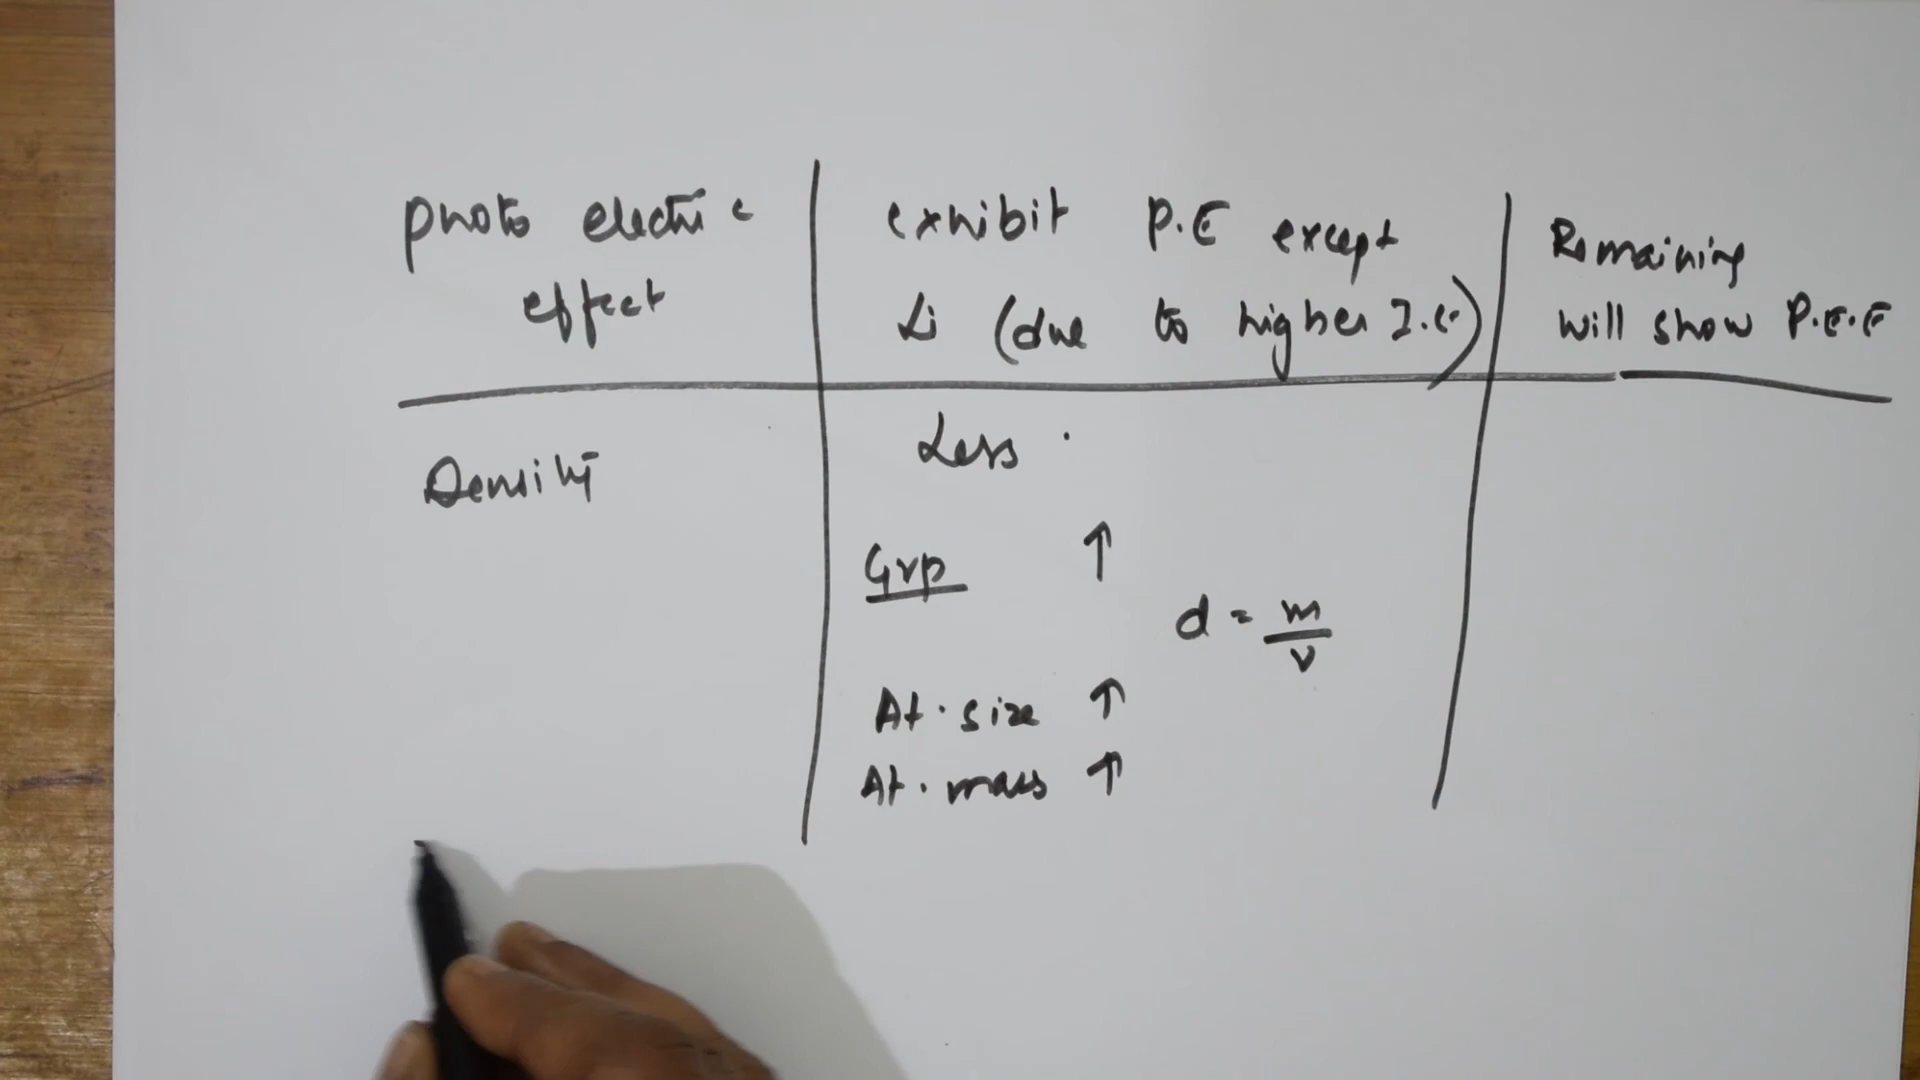 photo electric
effect
exhibit P.E except
Li (due to higher I.E)
Remaining
will show P.E.E
Density
Less
Grp ↑
d = m/v
At. size ↑
At. mass ↑